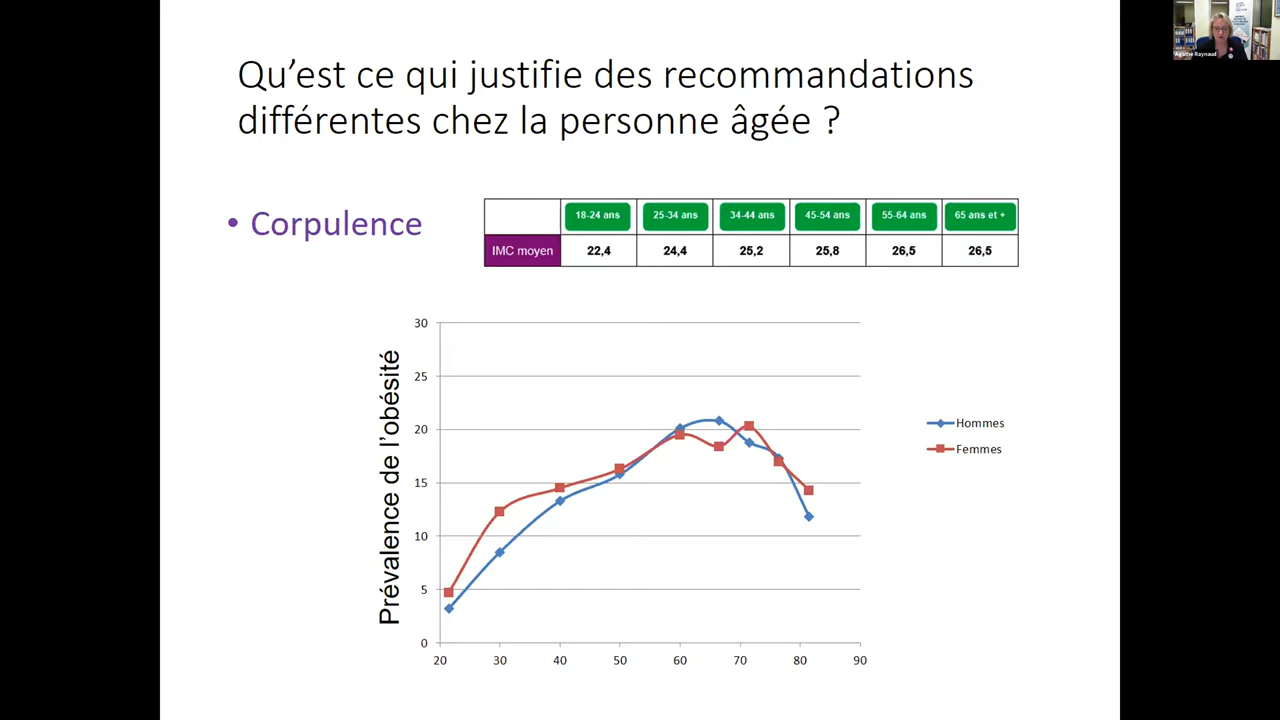 Qu’est ce qui justifie des recommandations
différentes chez la personne âgée ?
Agathe Raynaud
• Corpulence
18-24 ans 25-34 ans 34-44 ans 45-54 ans 55-64 ans 65 ans et +
IMC moyen 22,4 24,4 25,2 25,8 26,5 26,5
Prévalence de l’obésité
30
25
20
15
10
5
0
20 30 40 50 60 70 80 90
Hommes
Femmes